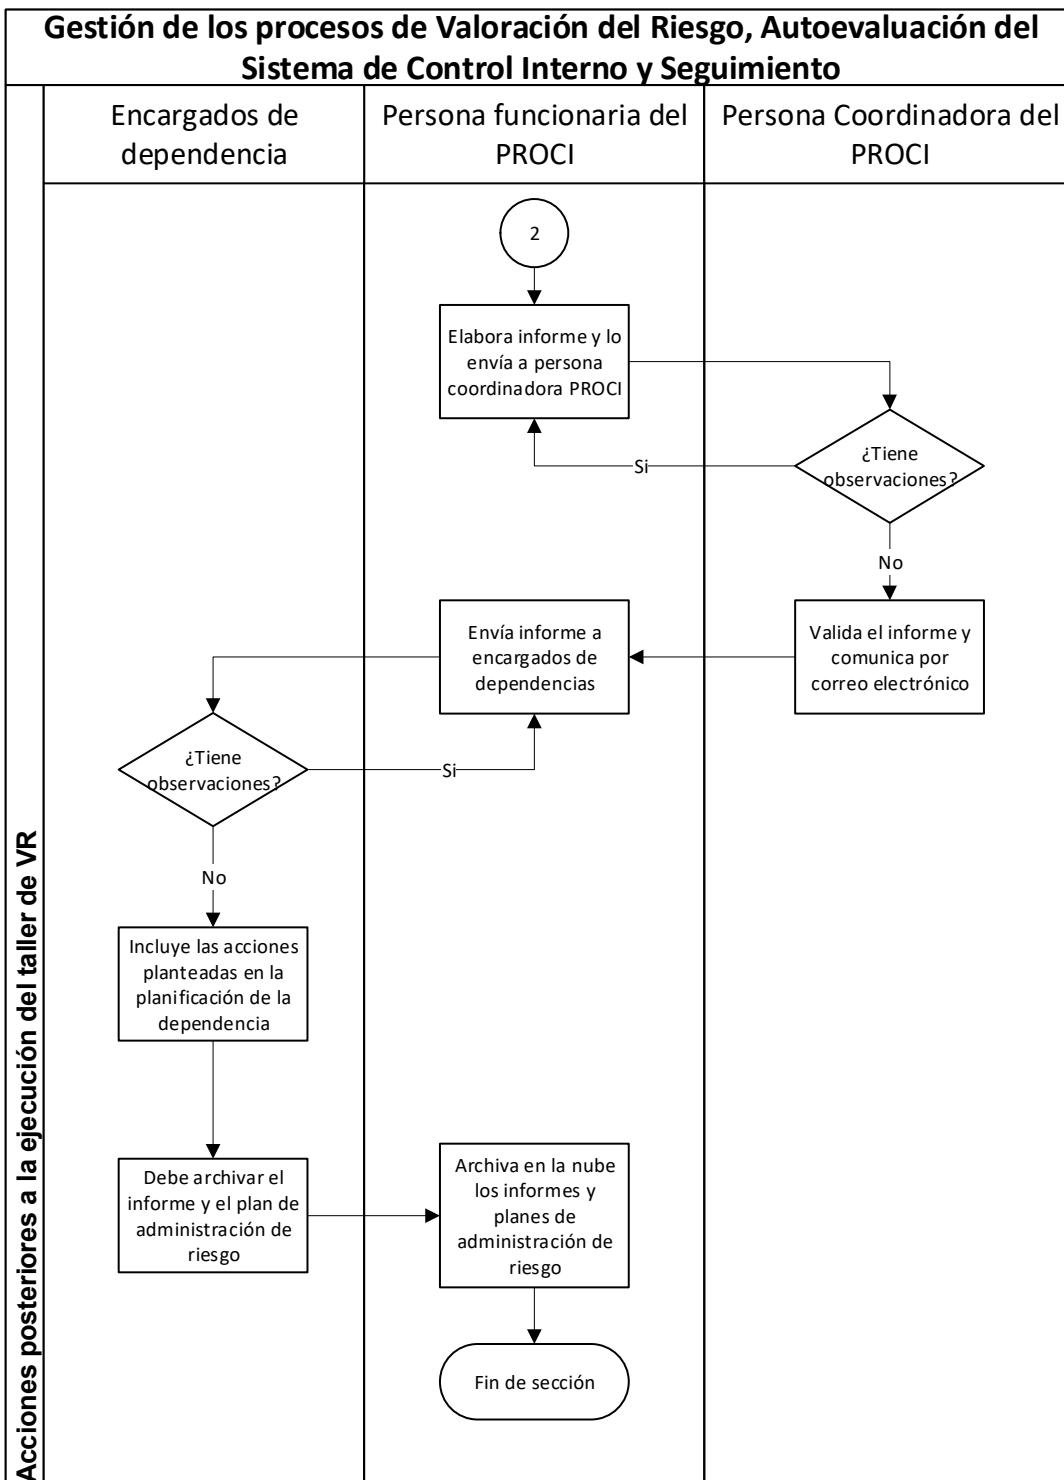 Gestión de los procesos de Valoración del Riesgo, Autoevaluación del
Sistema de Control Interno y Seguimiento
Encargados de
dependencia
Persona funcionaria del
PROCI
Persona Coordinadora del
PROCI
Acciones posteriores a la ejecución del taller de VR
2
Elabora informe y lo
envía a persona
coordinadora PROCI
¿Tiene
observaciones?
Si
No
Valida el informe y
comunica por
correo electrónico
Envía informe a
encargados de
dependencias
¿Tiene
observaciones?
Si
No
Incluye las acciones
planteadas en la
planificación de la
dependencia
Debe archivar el
informe y el plan de
administración de
riesgo
Archiva en la nube
los informes y
planes de
administración de
riesgo
Fin de sección